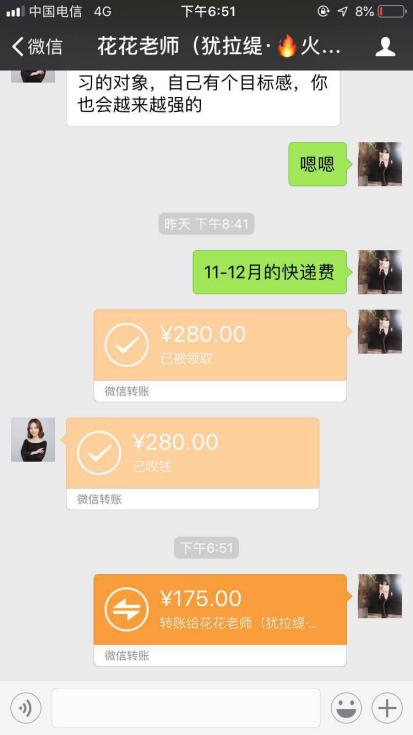 中国电信 4G 下午6:51 8%
微信 花花老师（犹拉缇·🔥火...
习的对象，自己有个目标感，你
也会越来越强的
嗯嗯
昨天 下午8:41
11-12月的快递费
¥280.00
已被领取
微信转账
¥280.00
已收钱
微信转账
下午6:51
¥175.00
转账给花花老师（犹拉缇·...
微信转账